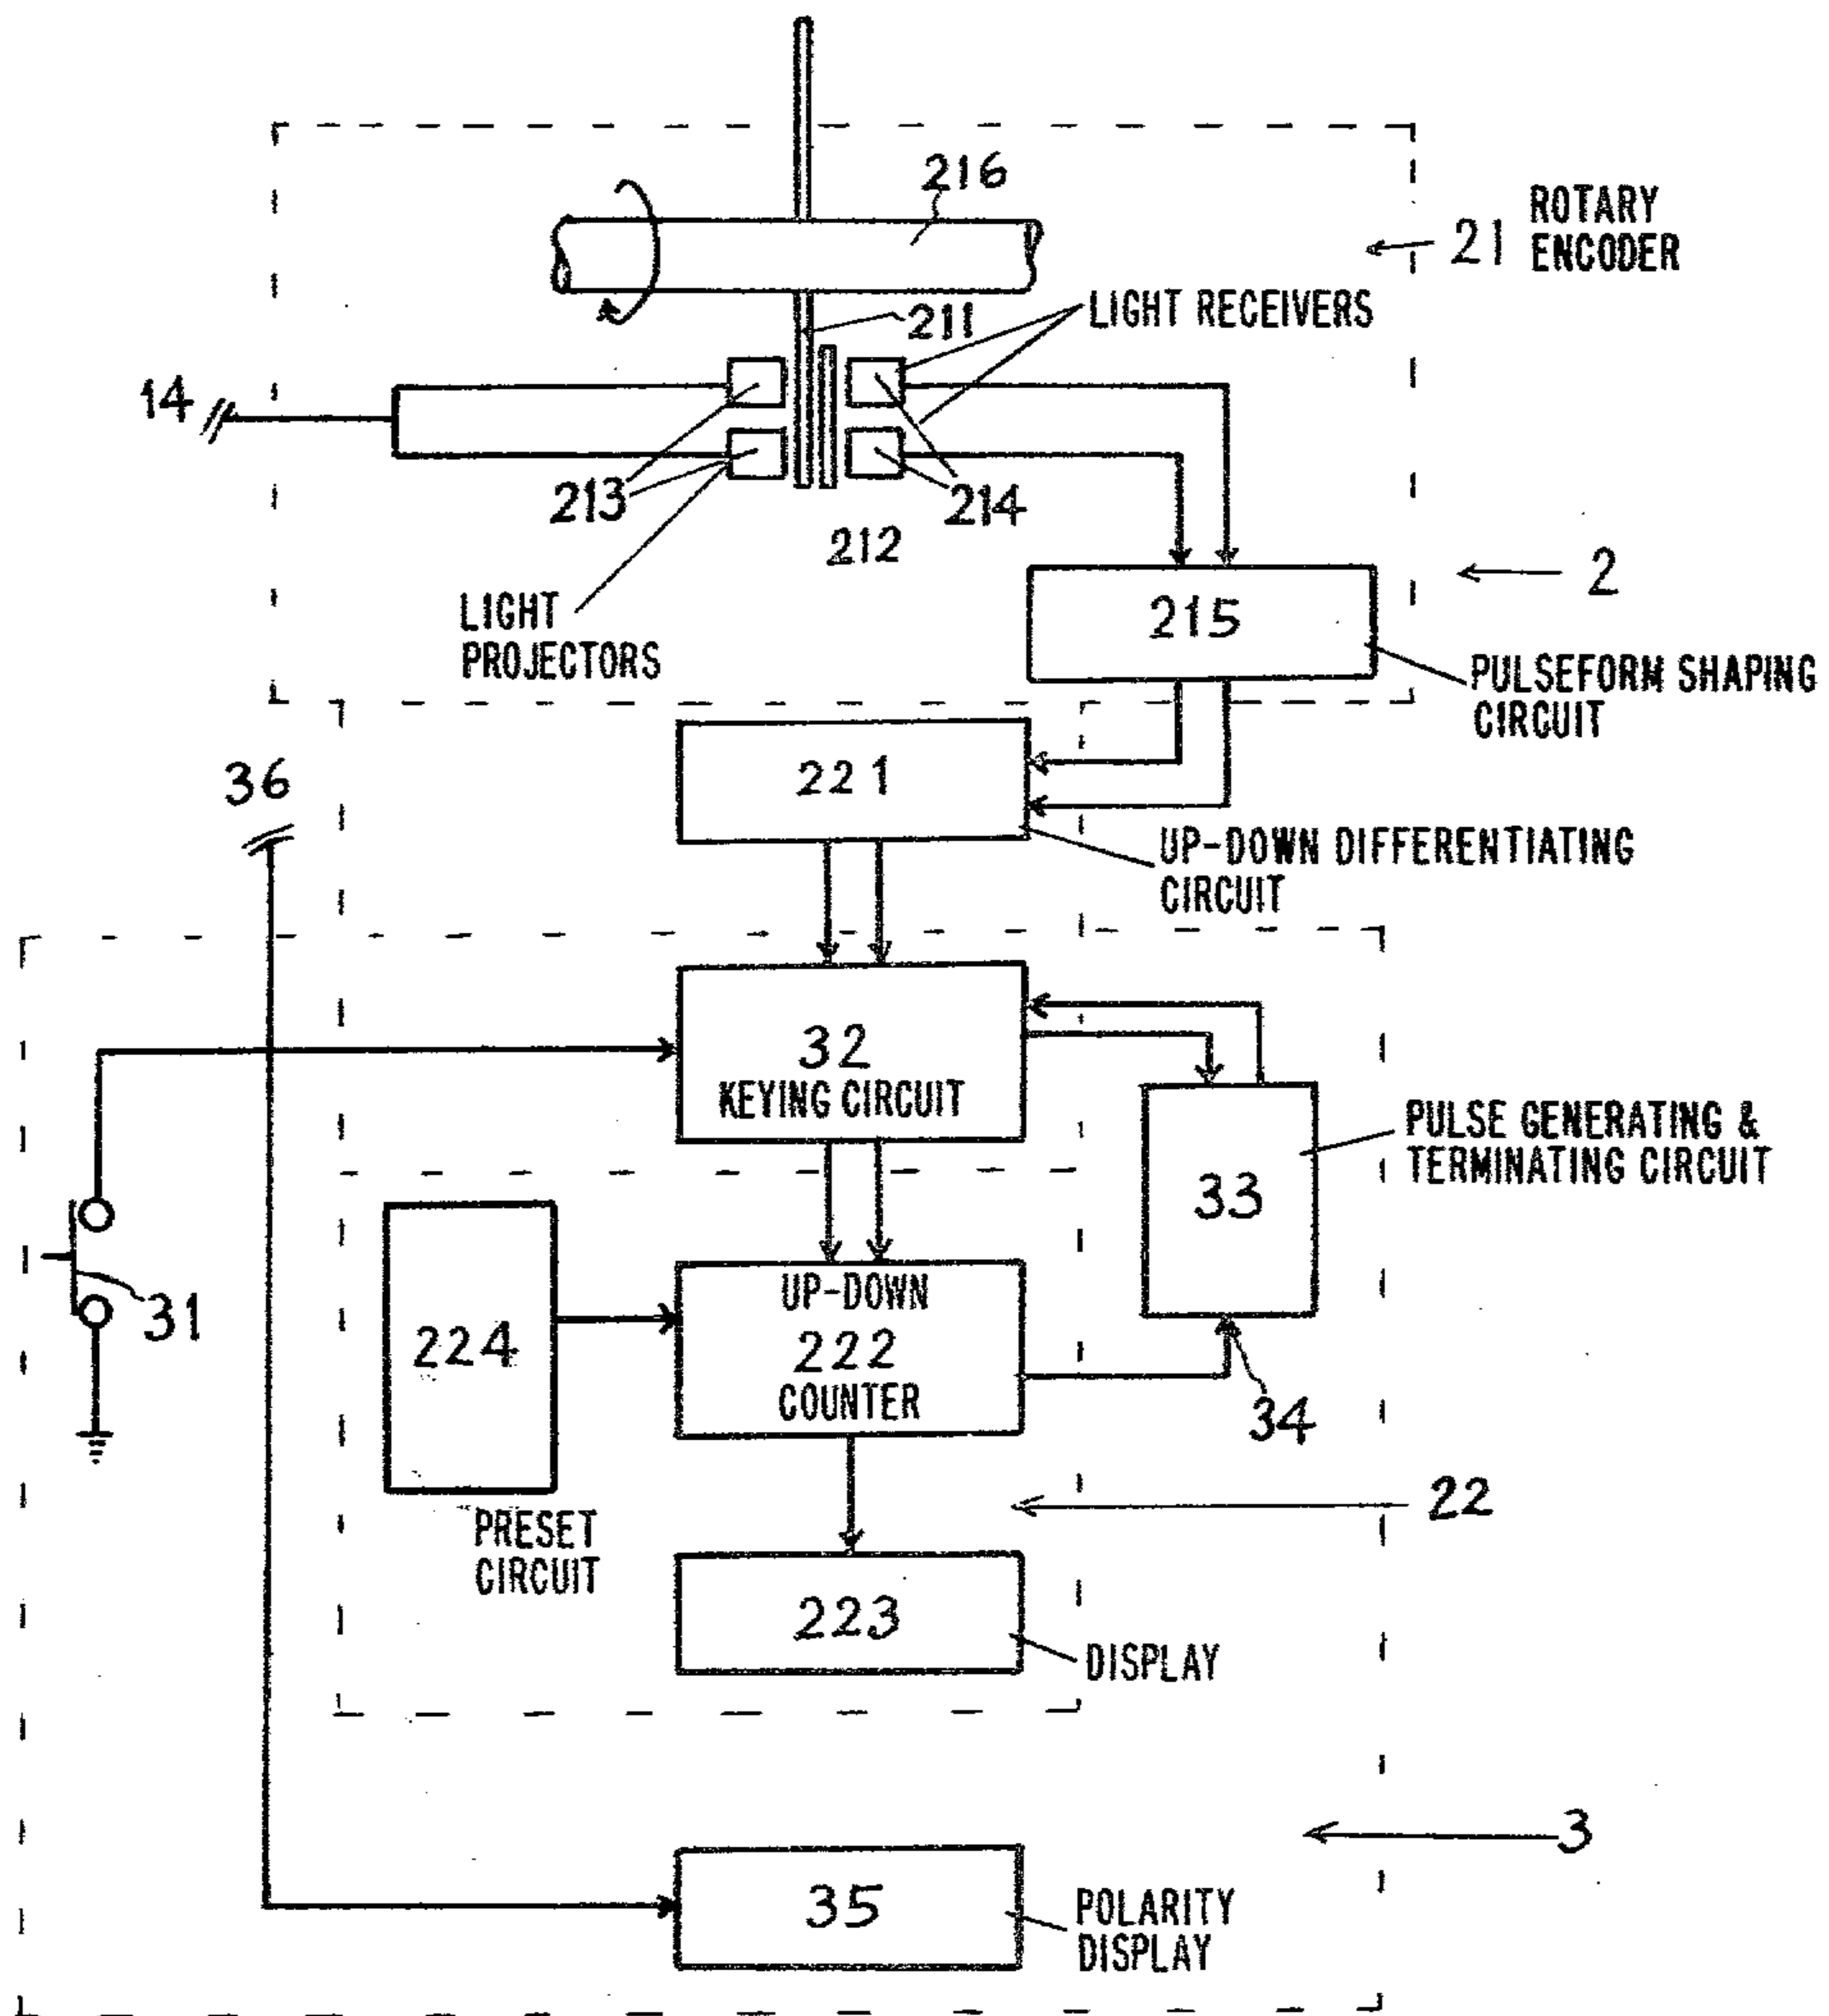 216
21 ROTARY
ENCODER
211
LIGHT RECEIVERS
14
213
214
212
2
LIGHT
PROJECTORS
215
PULSEFORM SHAPING
CIRCUIT
36
221
UP-DOWN DIFFERENTIATING
CIRCUIT
32
KEYING CIRCUIT
PULSE GENERATING &
TERMINATING CIRCUIT
33
31
224
UP-DOWN
222
COUNTER
34
22
PRESET
CIRCUIT
223
DISPLAY
3
35
POLARITY
DISPLAY